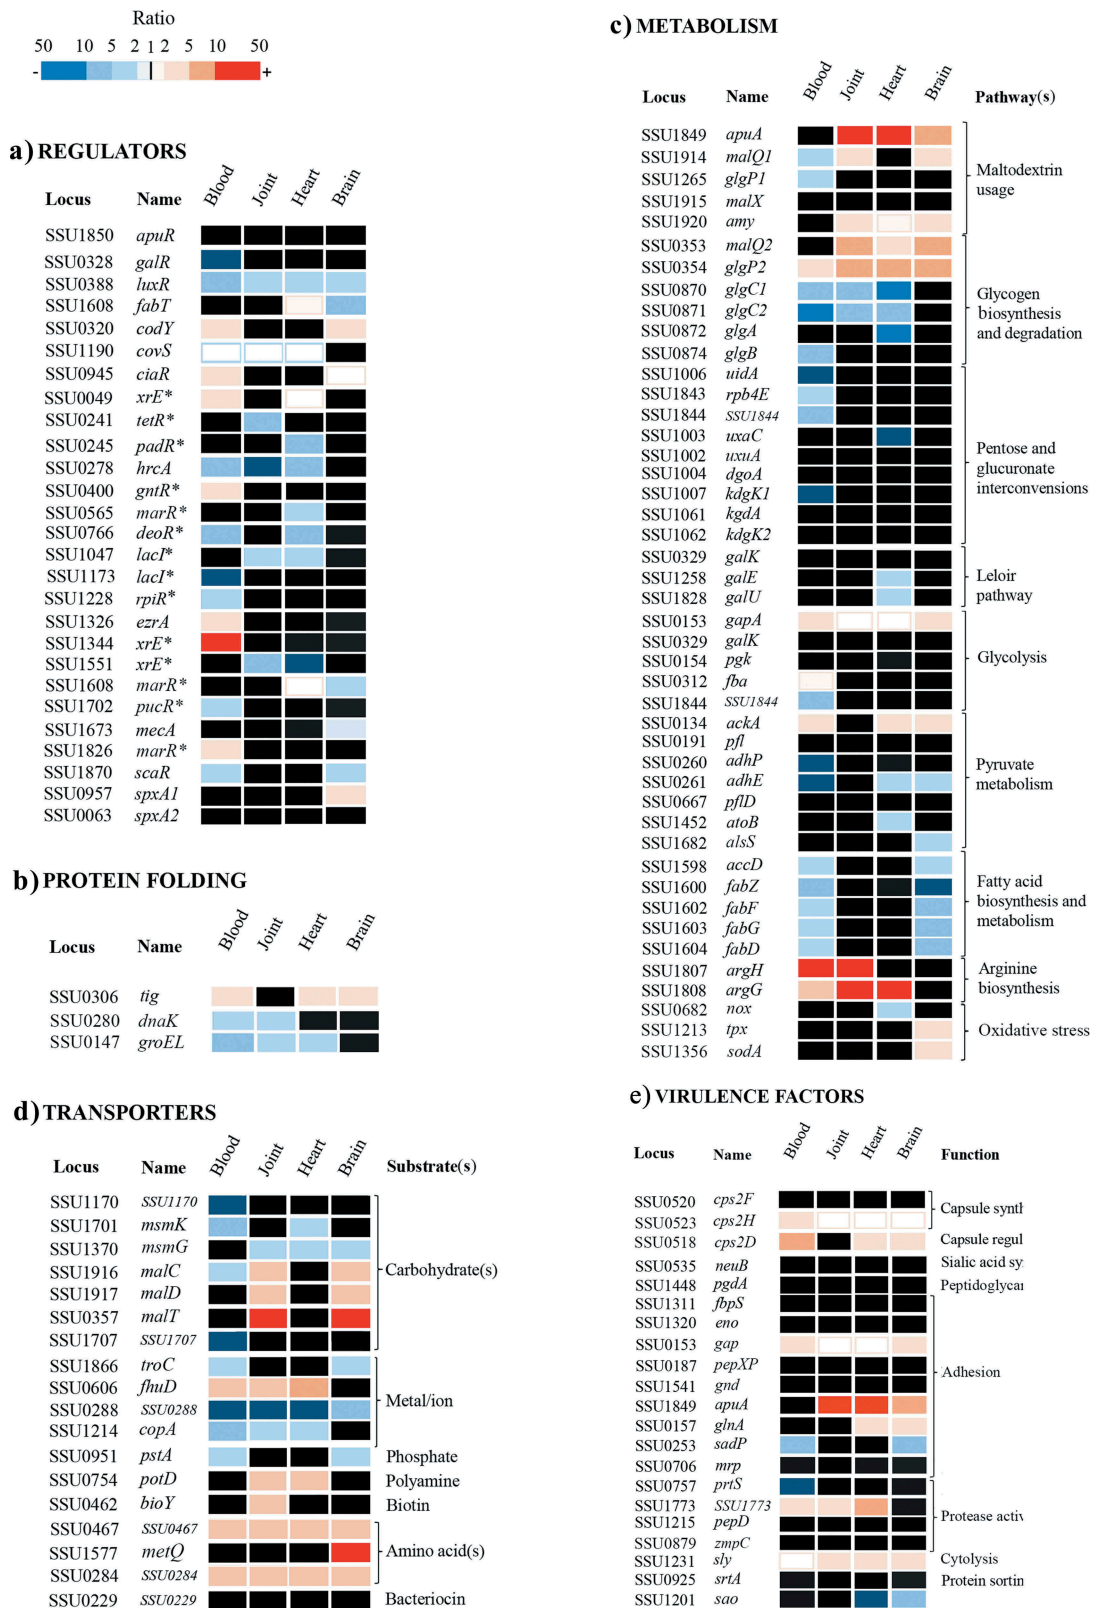 Ratio
50 10 5 2 1 2 5 10 50
- +
a) REGULATORS
Locus Name Blood Joint Heart Brain
SSU1850 apuR
SSU0328 galR
SSU0388 luxR
SSU1608 fabT
SSU0320 codY
SSU1190 covS
SSU0945 ciaR
SSU0049 xrE*
SSU0241 tetR*
SSU0245 padR*
SSU0278 hrcA
SSU0400 gntR*
SSU0565 marR*
SSU0766 deoR*
SSU1047 lacI*
SSU1173 lacI*
SSU1228 rpiR*
SSU1326 ezrA
SSU1344 xrE*
SSU1551 xrE*
SSU1608 marR*
SSU1702 pucR*
SSU1673 mecA
SSU1826 marR*
SSU1870 scaR
SSU0957 spxA1
SSU0063 spxA2
b) PROTEIN FOLDING
Locus Name Blood Joint Heart Brain
SSU0306 tig
SSU0280 dnaK
SSU0147 groEL
c) METABOLISM
Locus Name Blood Joint Heart Brain Pathway(s)
SSU1849 apuA
SSU1914 malQ1
SSU1265 glgP1
SSU1915 malX
SSU1920 amy
Maltodextrin
usage
SSU0353 malQ2
SSU0354 glgP2
SSU0870 glgC1
SSU0871 glgC2
SSU0872 glgA
SSU0874 glgB
Glycogen
biosynthesis
and degradation
SSU1006 uidA
SSU1843 rpb4E
SSU1844 SSU1844
SSU1003 uxaC
SSU1002 uxuA
SSU1004 dgoA
SSU1007 kdgK1
SSU1061 kgdA
SSU1062 kdgK2
Pentose and
glucuronate
interconvensions
SSU0329 galK
SSU1258 galE
SSU1828 galU
Leloir
pathway
SSU0153 gapA
SSU0329 galK
SSU0154 pgk
SSU0312 fba
SSU1844 SSU1844
Glycolysis
SSU0134 ackA
SSU0191 pfl
SSU0260 adhP
SSU0261 adhE
SSU0667 pflD
SSU1452 atoB
SSU1682 alsS
Pyruvate
metabolism
SSU1598 accD
SSU1600 fabZ
SSU1602 fabF
SSU1603 fabG
SSU1604 fabD
Fatty acid
biosynthesis and
metabolism
SSU1807 argH
SSU1808 argG
Arginine
biosynthesis
SSU0682 nox
SSU1213 tpx
SSU1356 sodA
Oxidative stress
d) TRANSPORTERS
Locus Name Blood Joint Heart Brain Substrate(s)
SSU1170 SSU1170
SSU1701 msmK
SSU1370 msmG
SSU1916 malC
SSU1917 malD
SSU0357 malT
SSU1707 SSU1707
Carbohydrate(s)
SSU1866 troC
SSU0606 fhuD
SSU0288 SSU0288
SSU1214 copA
Metal/ion
SSU0951 pstA Phosphate
SSU0754 potD Polyamine
SSU0462 bioY Biotin
SSU0467 SSU0467
SSU1577 metQ
SSU0284 SSU0284
Amino acid(s)
SSU0229 SSU0229 Bacteriocin
e) VIRULENCE FACTORS
Locus Name Blood Joint Heart Brain Function
SSU0520 cps2F
SSU0523 cps2H
Capsule synth
SSU0518 cps2D Capsule regul
SSU0535 neuB Sialic acid sy
SSU1448 pgdA Peptidoglycan
SSU1311 fbpS
SSU1320 eno
SSU0153 gap
SSU0187 pepXP
SSU1541 gnd
SSU1849 apuA
SSU0157 glnA
SSU0253 sadP
SSU0706 mrp
Adhesion
SSU0757 prtS
SSU1773 SSU1773
SSU1215 pepD
SSU0879 zmpC
Protease activ
SSU1231 sly Cytolysis
SSU0925 srtA Protein sortin
SSU1201 sao